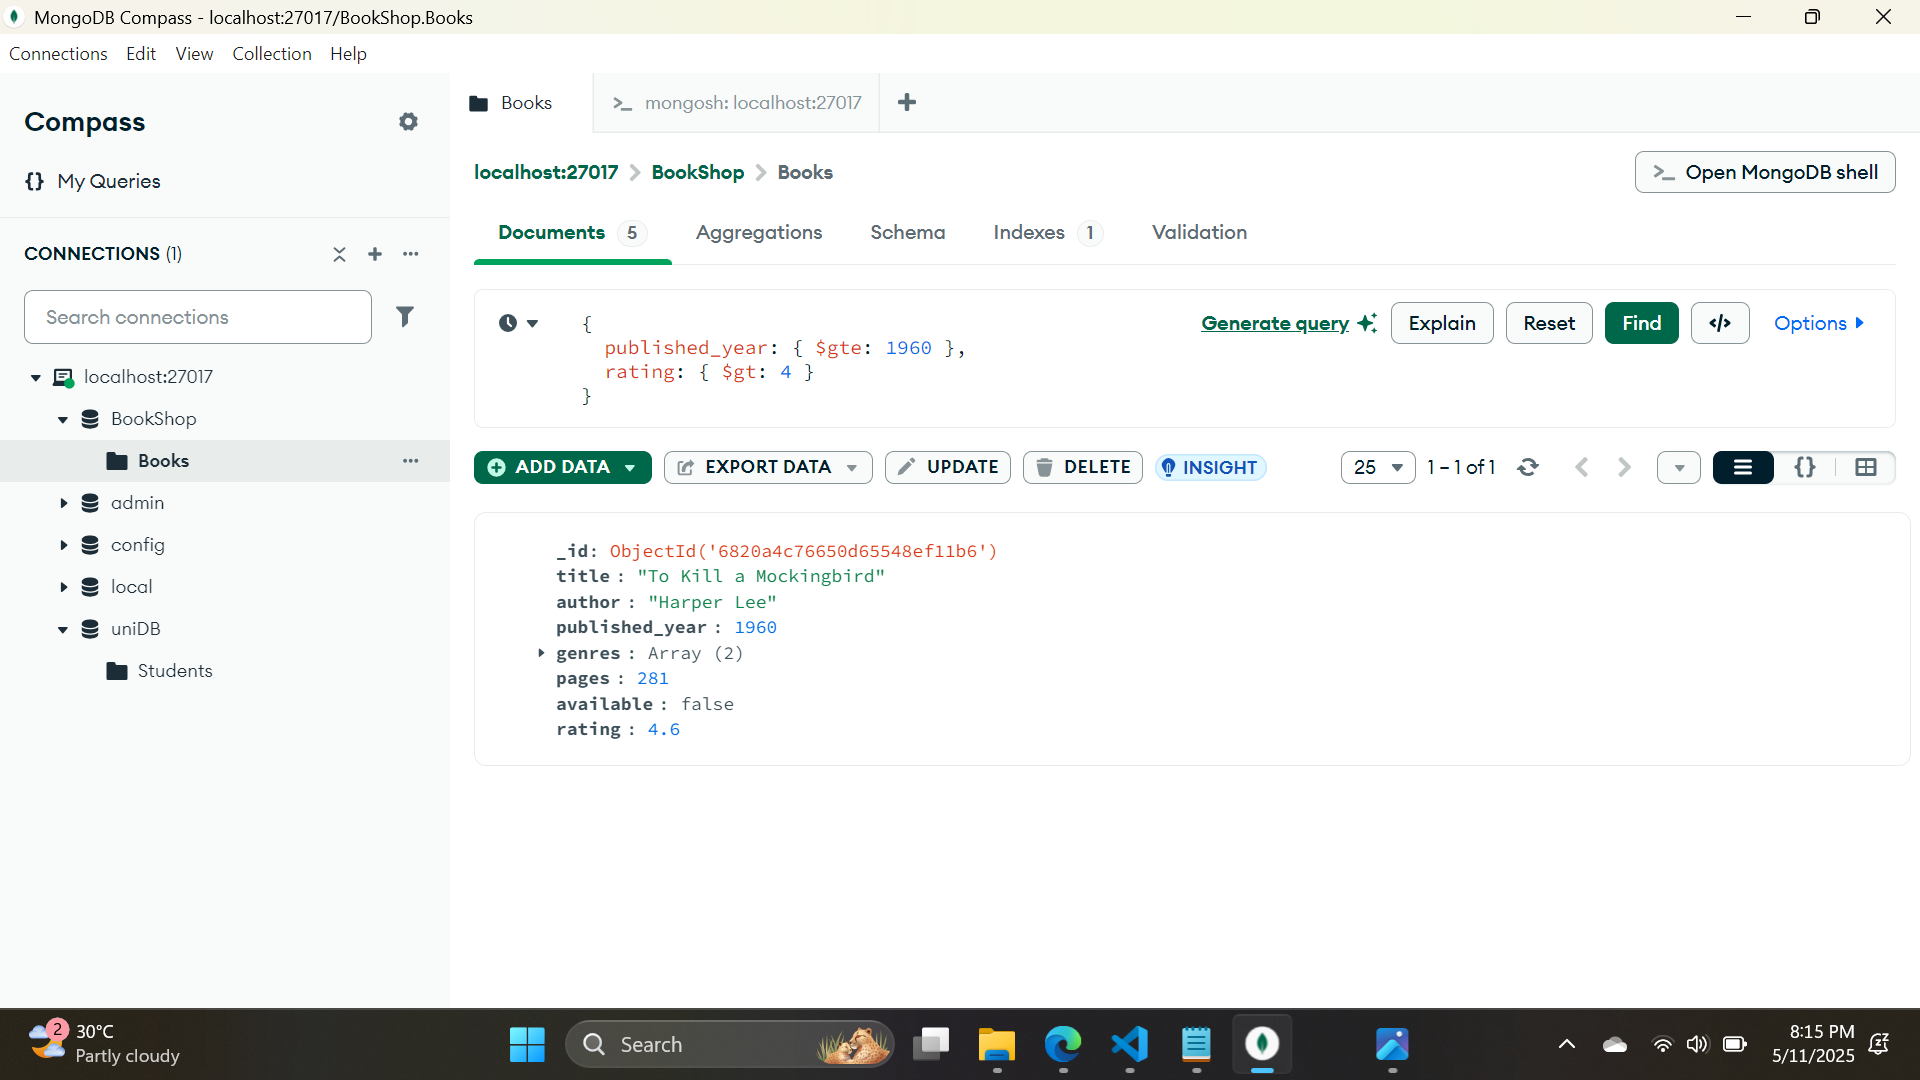 MongoDB Compass - localhost:27017/BookShop.Books
Connections Edit View Collection Help
Compass
My Queries
CONNECTIONS (1)
Search connections
localhost:27017
BookShop
Books
admin
config
local
uniDB
Students
Books
mongosh: localhost:27017
localhost:27017 BookShop Books
Open MongoDB shell
Documents 5 Aggregations Schema Indexes 1 Validation
{
published_year: { $gte: 1960 },
rating: { $gt: 4 }
}
Generate query Explain Reset Find </> Options
ADD DATA EXPORT DATA UPDATE DELETE INSIGHT 25 1 – 1 of 1 {}
_id: ObjectId('6820a4c76650d65548ef11b6')
title : "To Kill a Mockingbird"
author : "Harper Lee"
published_year : 1960
genres : Array (2)
pages : 281
available : false
rating : 4.6
2
30°C
Partly cloudy
Search
8:15 PM
5/11/2025